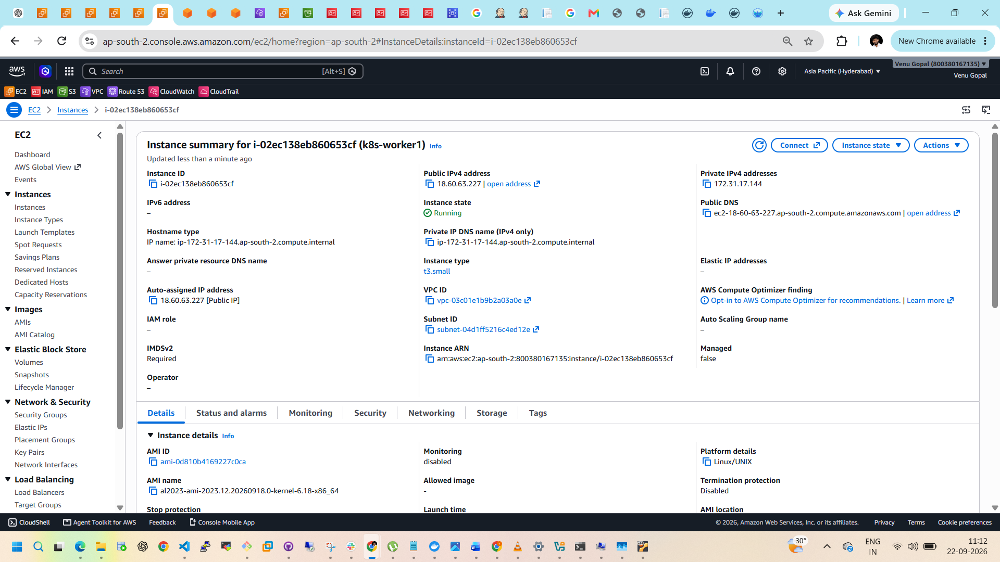 Ask Gemini
ap-south-2.console.aws.amazon.com/ec2/home?region=ap-south-2#InstanceDetails:instanceId=i-02ec138eb860653cf
New Chrome available
aws
Search
[Alt+S]
Asia Pacific (Hyderabad)
Venu Gopal (800380167135)
Venu Gopal
EC2
IAM
S3
VPC
Route 53
CloudWatch
CloudTrail
EC2
Instances
i-02ec138eb860653cf
EC2
Dashboard
AWS Global View
Events
Instances
Instances
Instance Types
Launch Templates
Spot Requests
Savings Plans
Reserved Instances
Dedicated Hosts
Capacity Reservations
Images
AMIs
AMI Catalog
Elastic Block Store
Volumes
Snapshots
Lifecycle Manager
Network & Security
Security Groups
Elastic IPs
Placement Groups
Key Pairs
Network Interfaces
Load Balancing
Load Balancers
Target Groups
Instance summary for i-02ec138eb860653cf (k8s-worker1) Info
Updated less than a minute ago
Connect
Instance state
Actions
Instance ID
i-02ec138eb860653cf
Public IPv4 address
18.60.63.227 | open address
Private IPv4 addresses
172.31.17.144
IPv6 address
–
Instance state
Running
Public DNS
ec2-18-60-63-227.ap-south-2.compute.amazonaws.com | open address
Hostname type
IP name: ip-172-31-17-144.ap-south-2.compute.internal
Private IP DNS name (IPv4 only)
ip-172-31-17-144.ap-south-2.compute.internal
Answer private resource DNS name
–
Instance type
t3.small
Elastic IP addresses
–
Auto-assigned IP address
18.60.63.227 [Public IP]
VPC ID
vpc-03c01e1b9b2a03a0e
AWS Compute Optimizer finding
Opt-in to AWS Compute Optimizer for recommendations. | Learn more
IAM role
–
Subnet ID
subnet-04d1ff5216c4ed12e
Auto Scaling Group name
–
IMDSv2
Required
Instance ARN
arn:aws:ec2:ap-south-2:800380167135:instance/i-02ec138eb860653cf
Managed
false
Operator
–
Details
Status and alarms
Monitoring
Security
Networking
Storage
Tags
Instance details Info
AMI ID
ami-0d810b4169227c0ca
Monitoring
disabled
Platform details
Linux/UNIX
AMI name
al2023-ami-2023.12.20260918.0-kernel-6.18-x86_64
Allowed image
-
Termination protection
Disabled
Stop protection
Launch time
AMI location
CloudShell
Agent Toolkit for AWS
Feedback
Console Mobile App
© 2026, Amazon Web Services, Inc. or its affiliates.
Privacy
Terms
Cookie preferences
30°
ENG
IN
11:12
22-09-2026